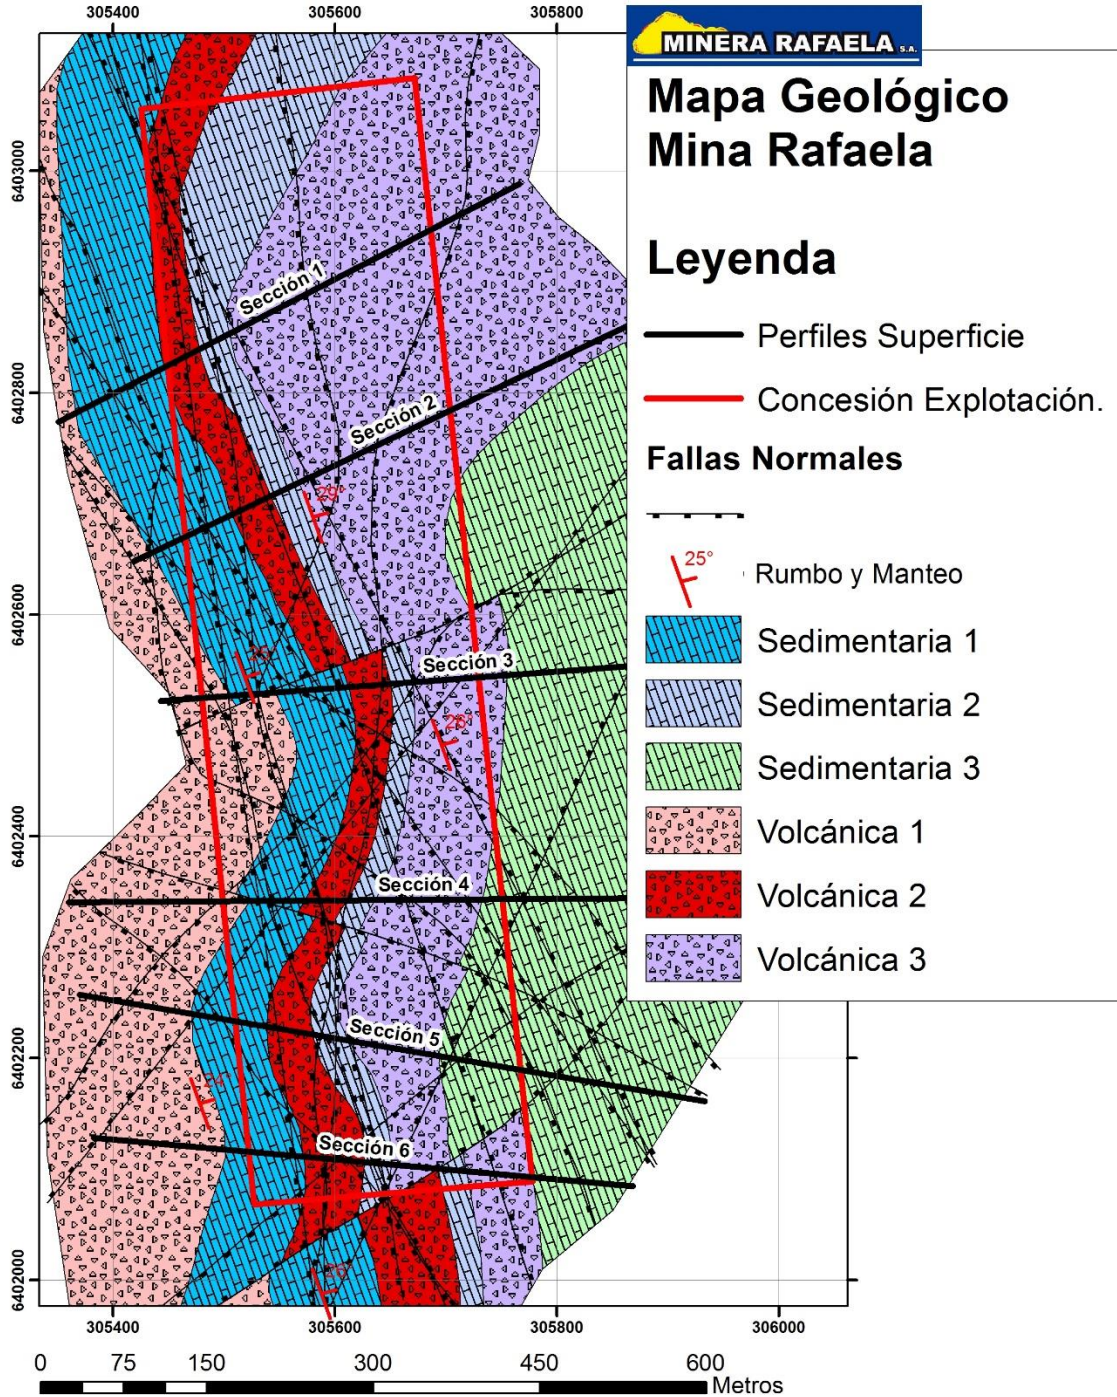 305400
305600
305800
MINERA RAFAELA S.A.
Mapa Geológico
Mina Rafaela
Leyenda
Perfiles Superficie
Concesión Explotación.
Fallas Normales
25°
Rumbo y Manteo
Sedimentaria 1
Sedimentaria 2
Sedimentaria 3
Volcánica 1
Volcánica 2
Volcánica 3
6403000
6402800
6402600
6402400
6402200
6402000
Sección 1
Sección 2
29°
Sección 3
Sección 4
Sección 5
24°
Sección 6
305400
305600
305800
306000
0
75
150
300
450
600
Metros